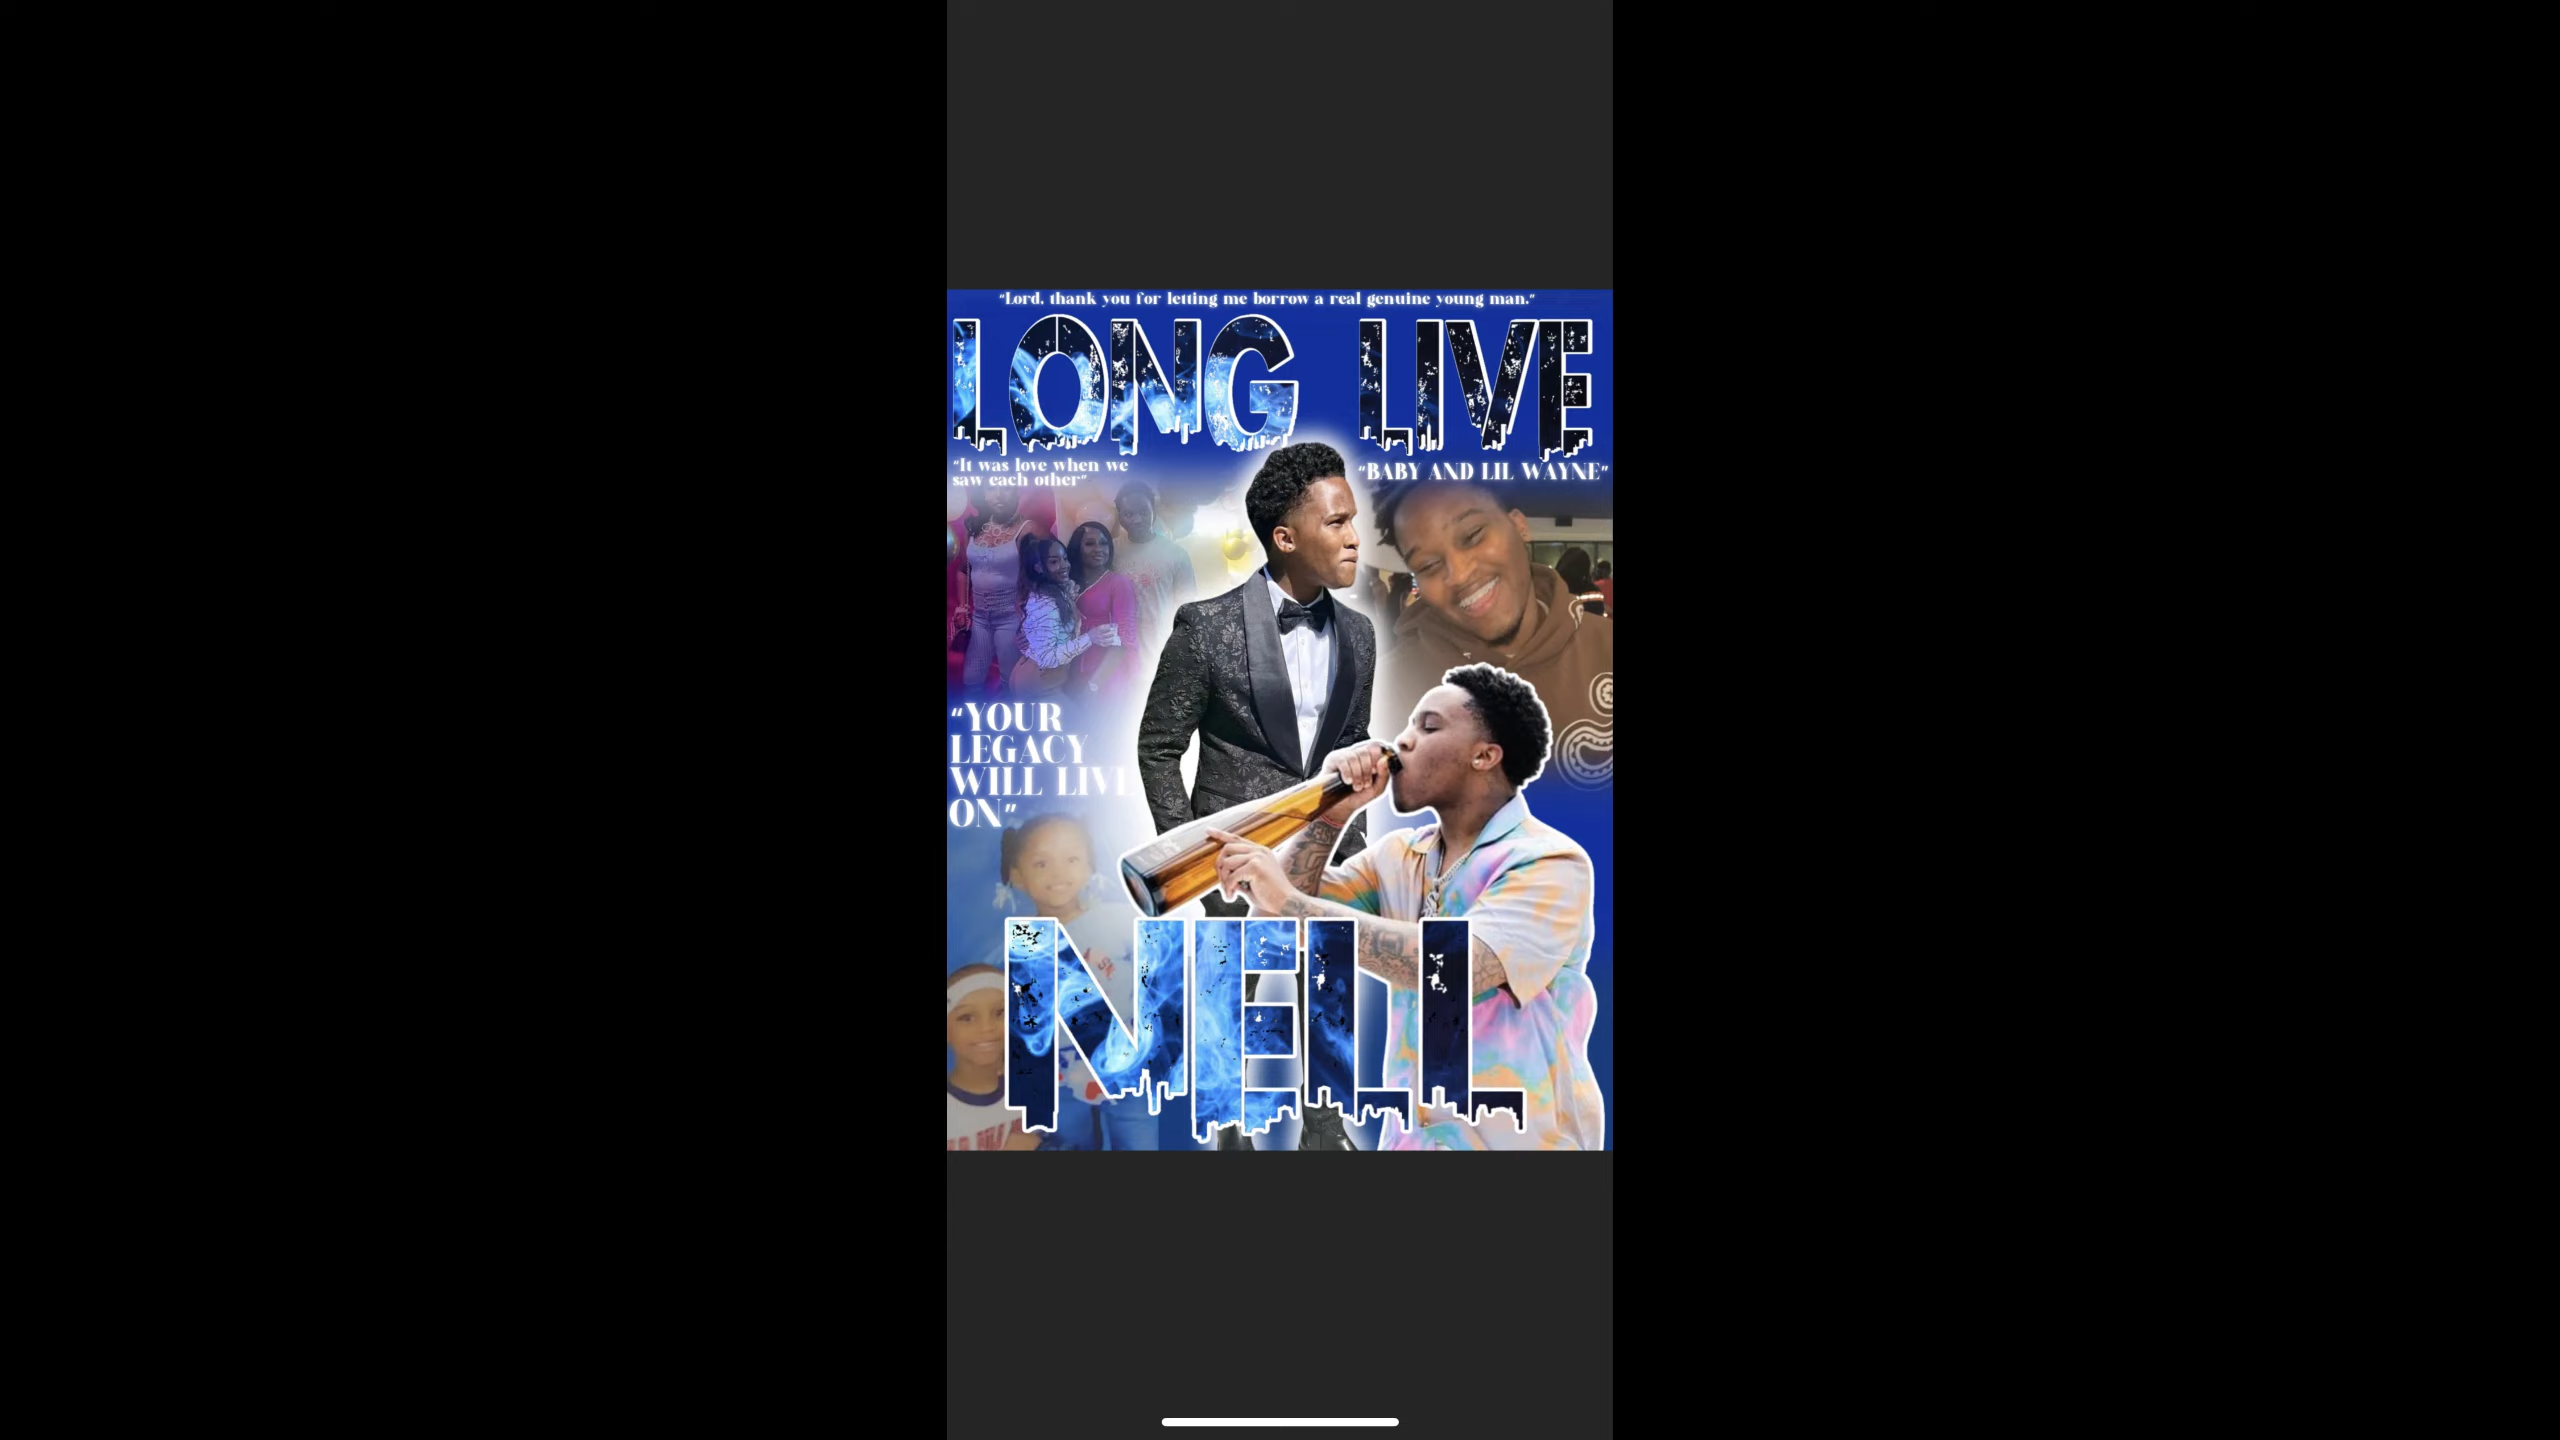 "Lord, thank you for letting me borrow a real genuine young man."
LONG LIVE
"It was love when we
saw each other"
"BABY AND LIL WAYNE"
"YOUR
LEGACY
WILL LIVE
ON"
NELL